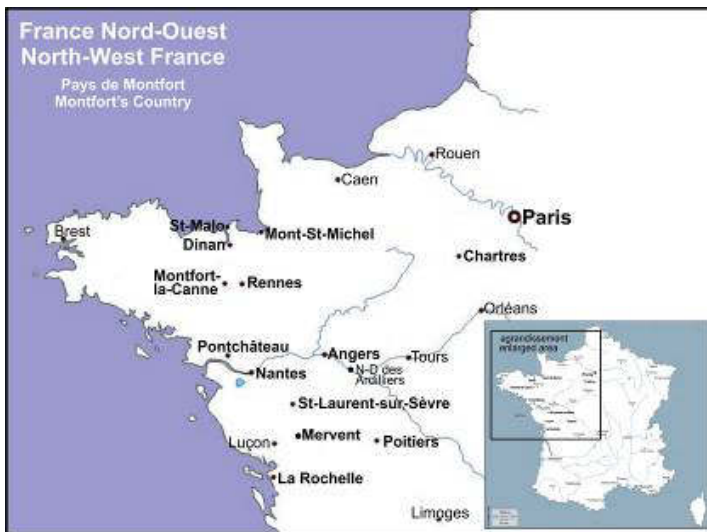 France Nord-Ouest
North-West France
Pays de Montfort
Montfort's Country
Rouen
Caen
Paris
Brest
St-Malo
Dinan
Mont-St-Michel
Chartres
Montfort-
la-Canne
Rennes
Orléans
agrandissement
enlarged area
Pontchâteau
Angers
Tours
N-D des
Ardilliers
Nantes
St-Laurent-sur-Sèvre
Luçon
Mervent
Poitiers
La Rochelle
Limoges